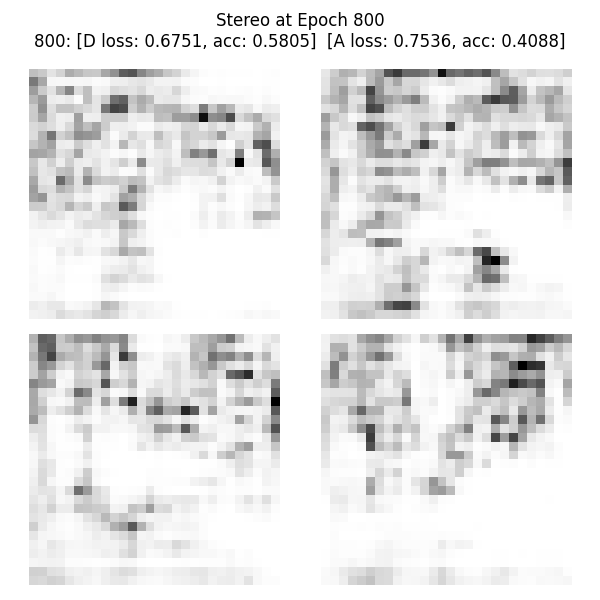 Stereo at Epoch 800
800: [D loss: 0.6751, acc: 0.5805]  [A loss: 0.7536, acc: 0.4088]